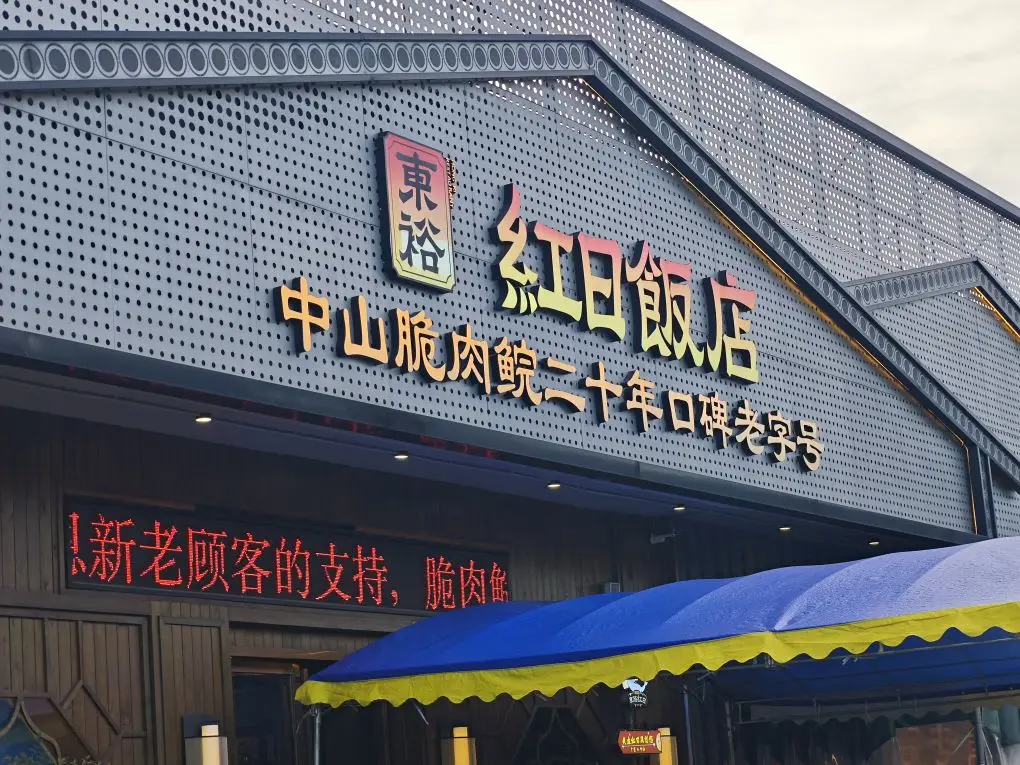 東裕
紅日飯店
中山脆肉鲩二十年口碑老字号
新老顾客的支持，脆肉